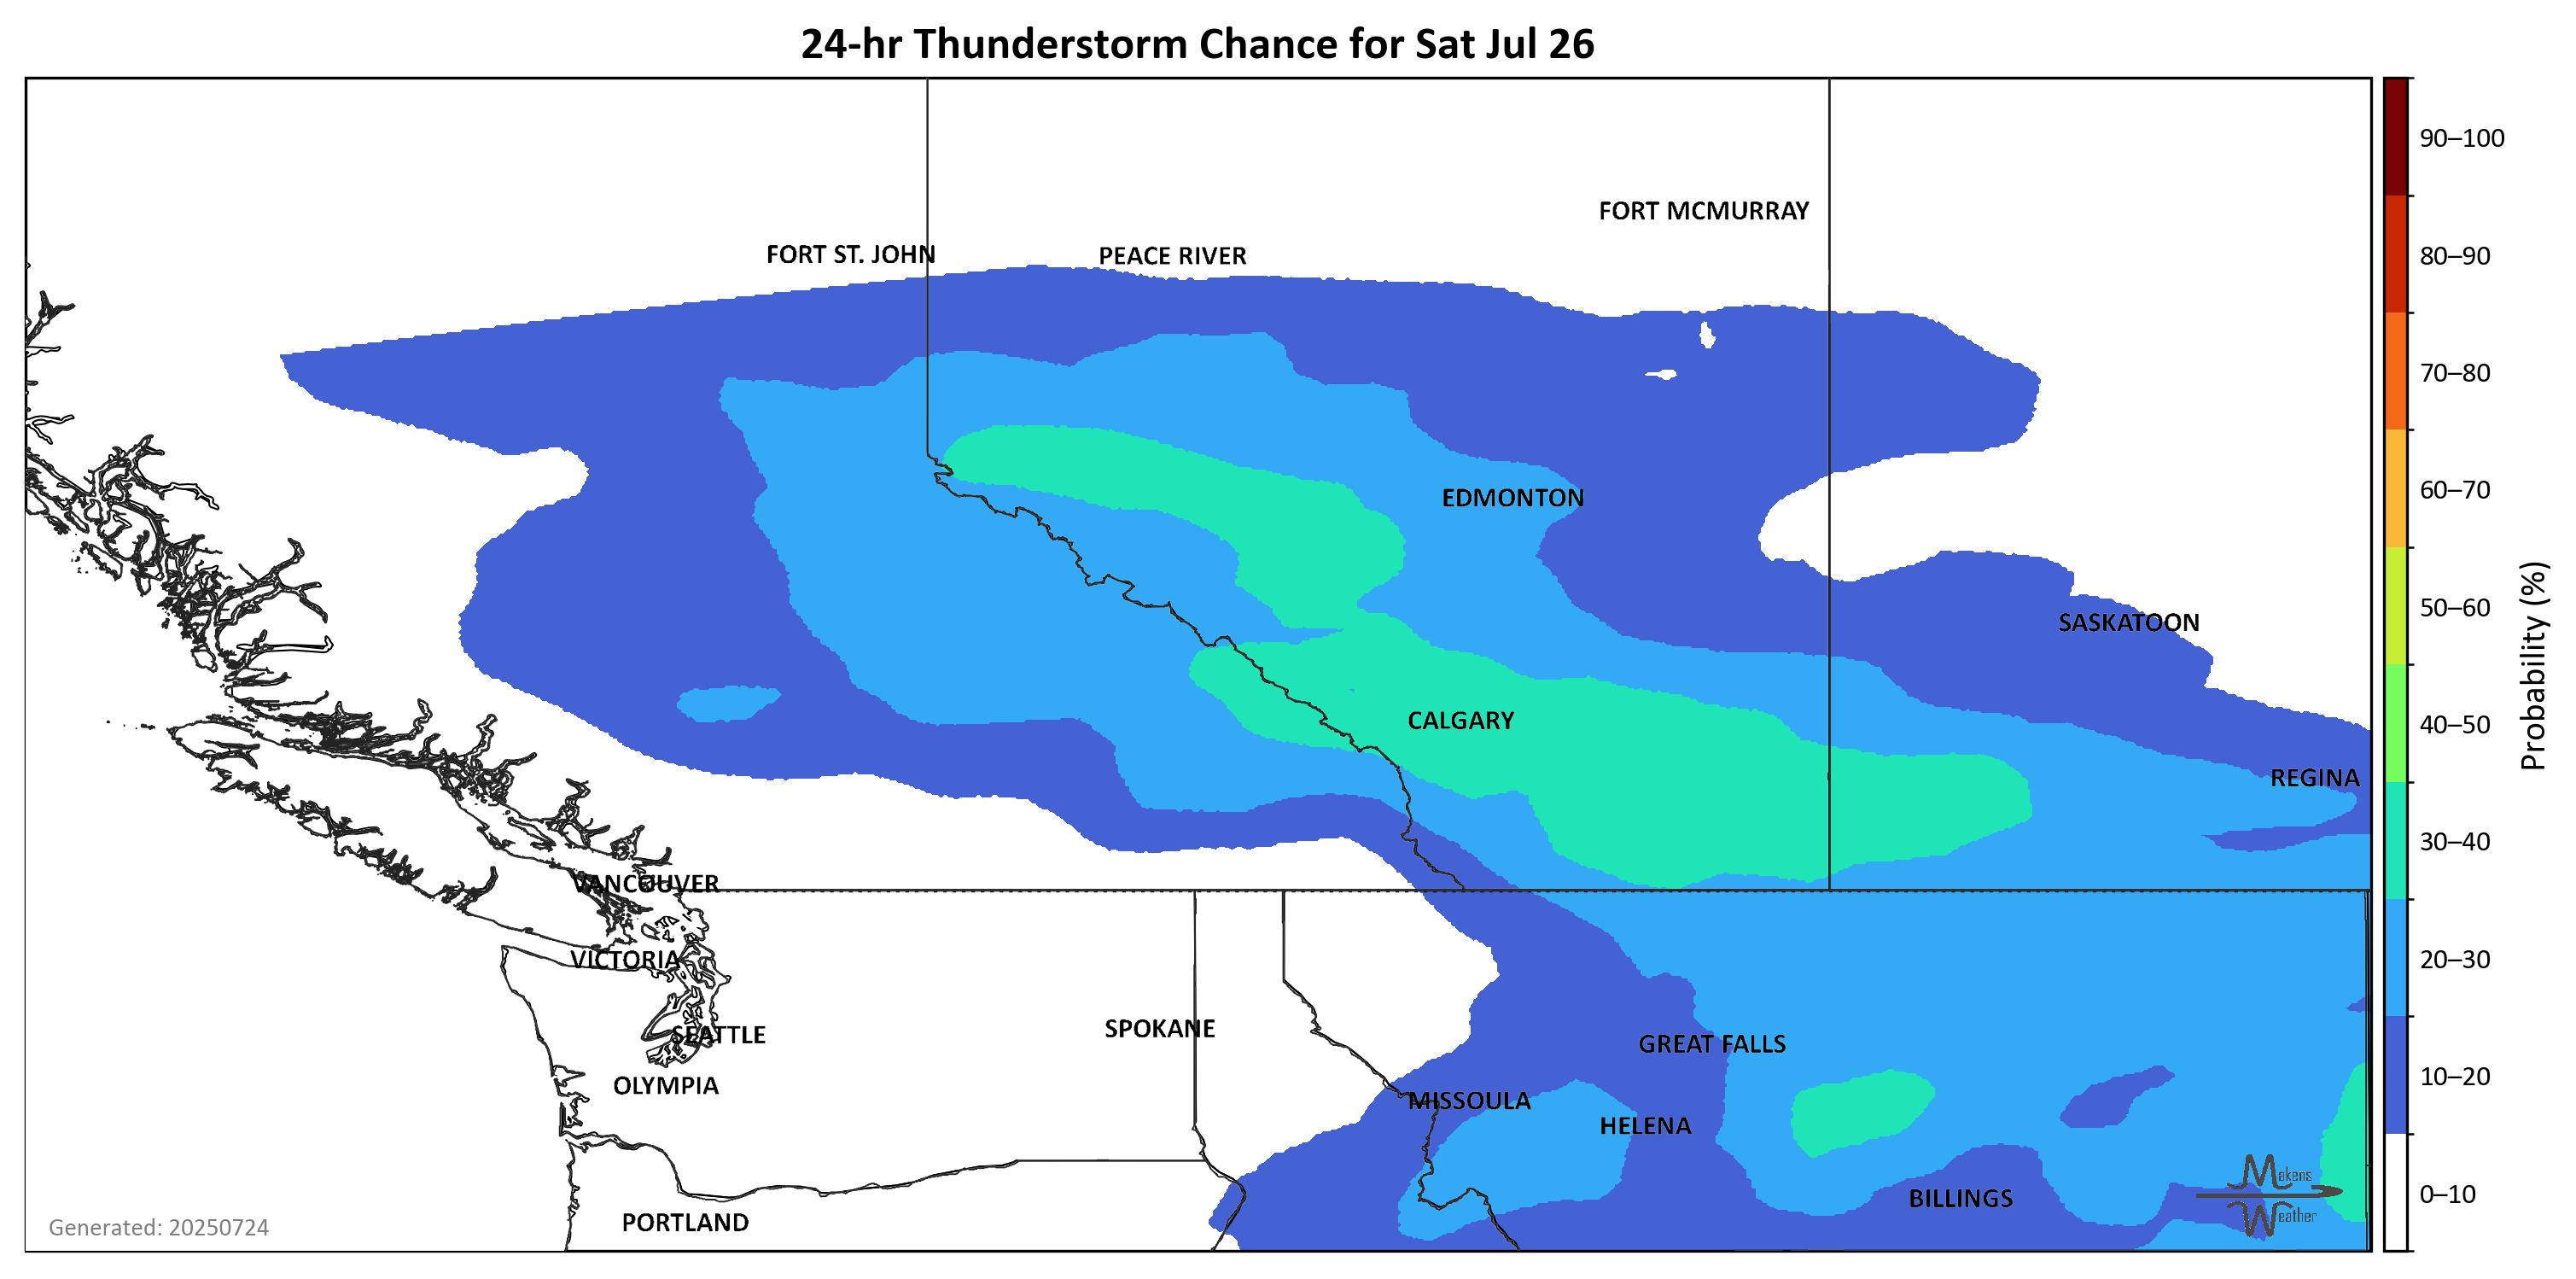 24-hr Thunderstorm Chance for Sat Jul 26
90–100
FORT MCMURRAY
FORT ST. JOHN
PEACE RIVER
80–90
70–80
60–70
EDMONTON
50–60
SASKATOON
Probability (%)
CALGARY
40–50
REGINA
30–40
VANCOUVER
VICTORIA
20–30
SPOKANE
SEATTLE
GREAT FALLS
OLYMPIA
10–20
MISSOULA
HELENA
Makens
Weather
BILLINGS
0–10
PORTLAND
Generated: 20250724